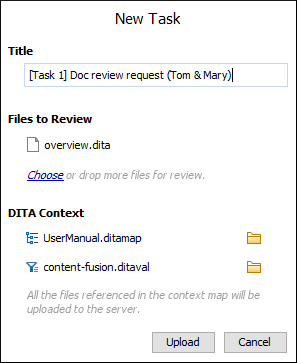 New Task
Title
[Task 1] Doc review request (Tom & Mary)
Files to Review
overview.dita
Choose or drop more files for review.
DITA Context
UserManual.ditamap
content-fusion.ditaval
All the files referenced in the context map will be
uploaded to the server.
Upload Cancel